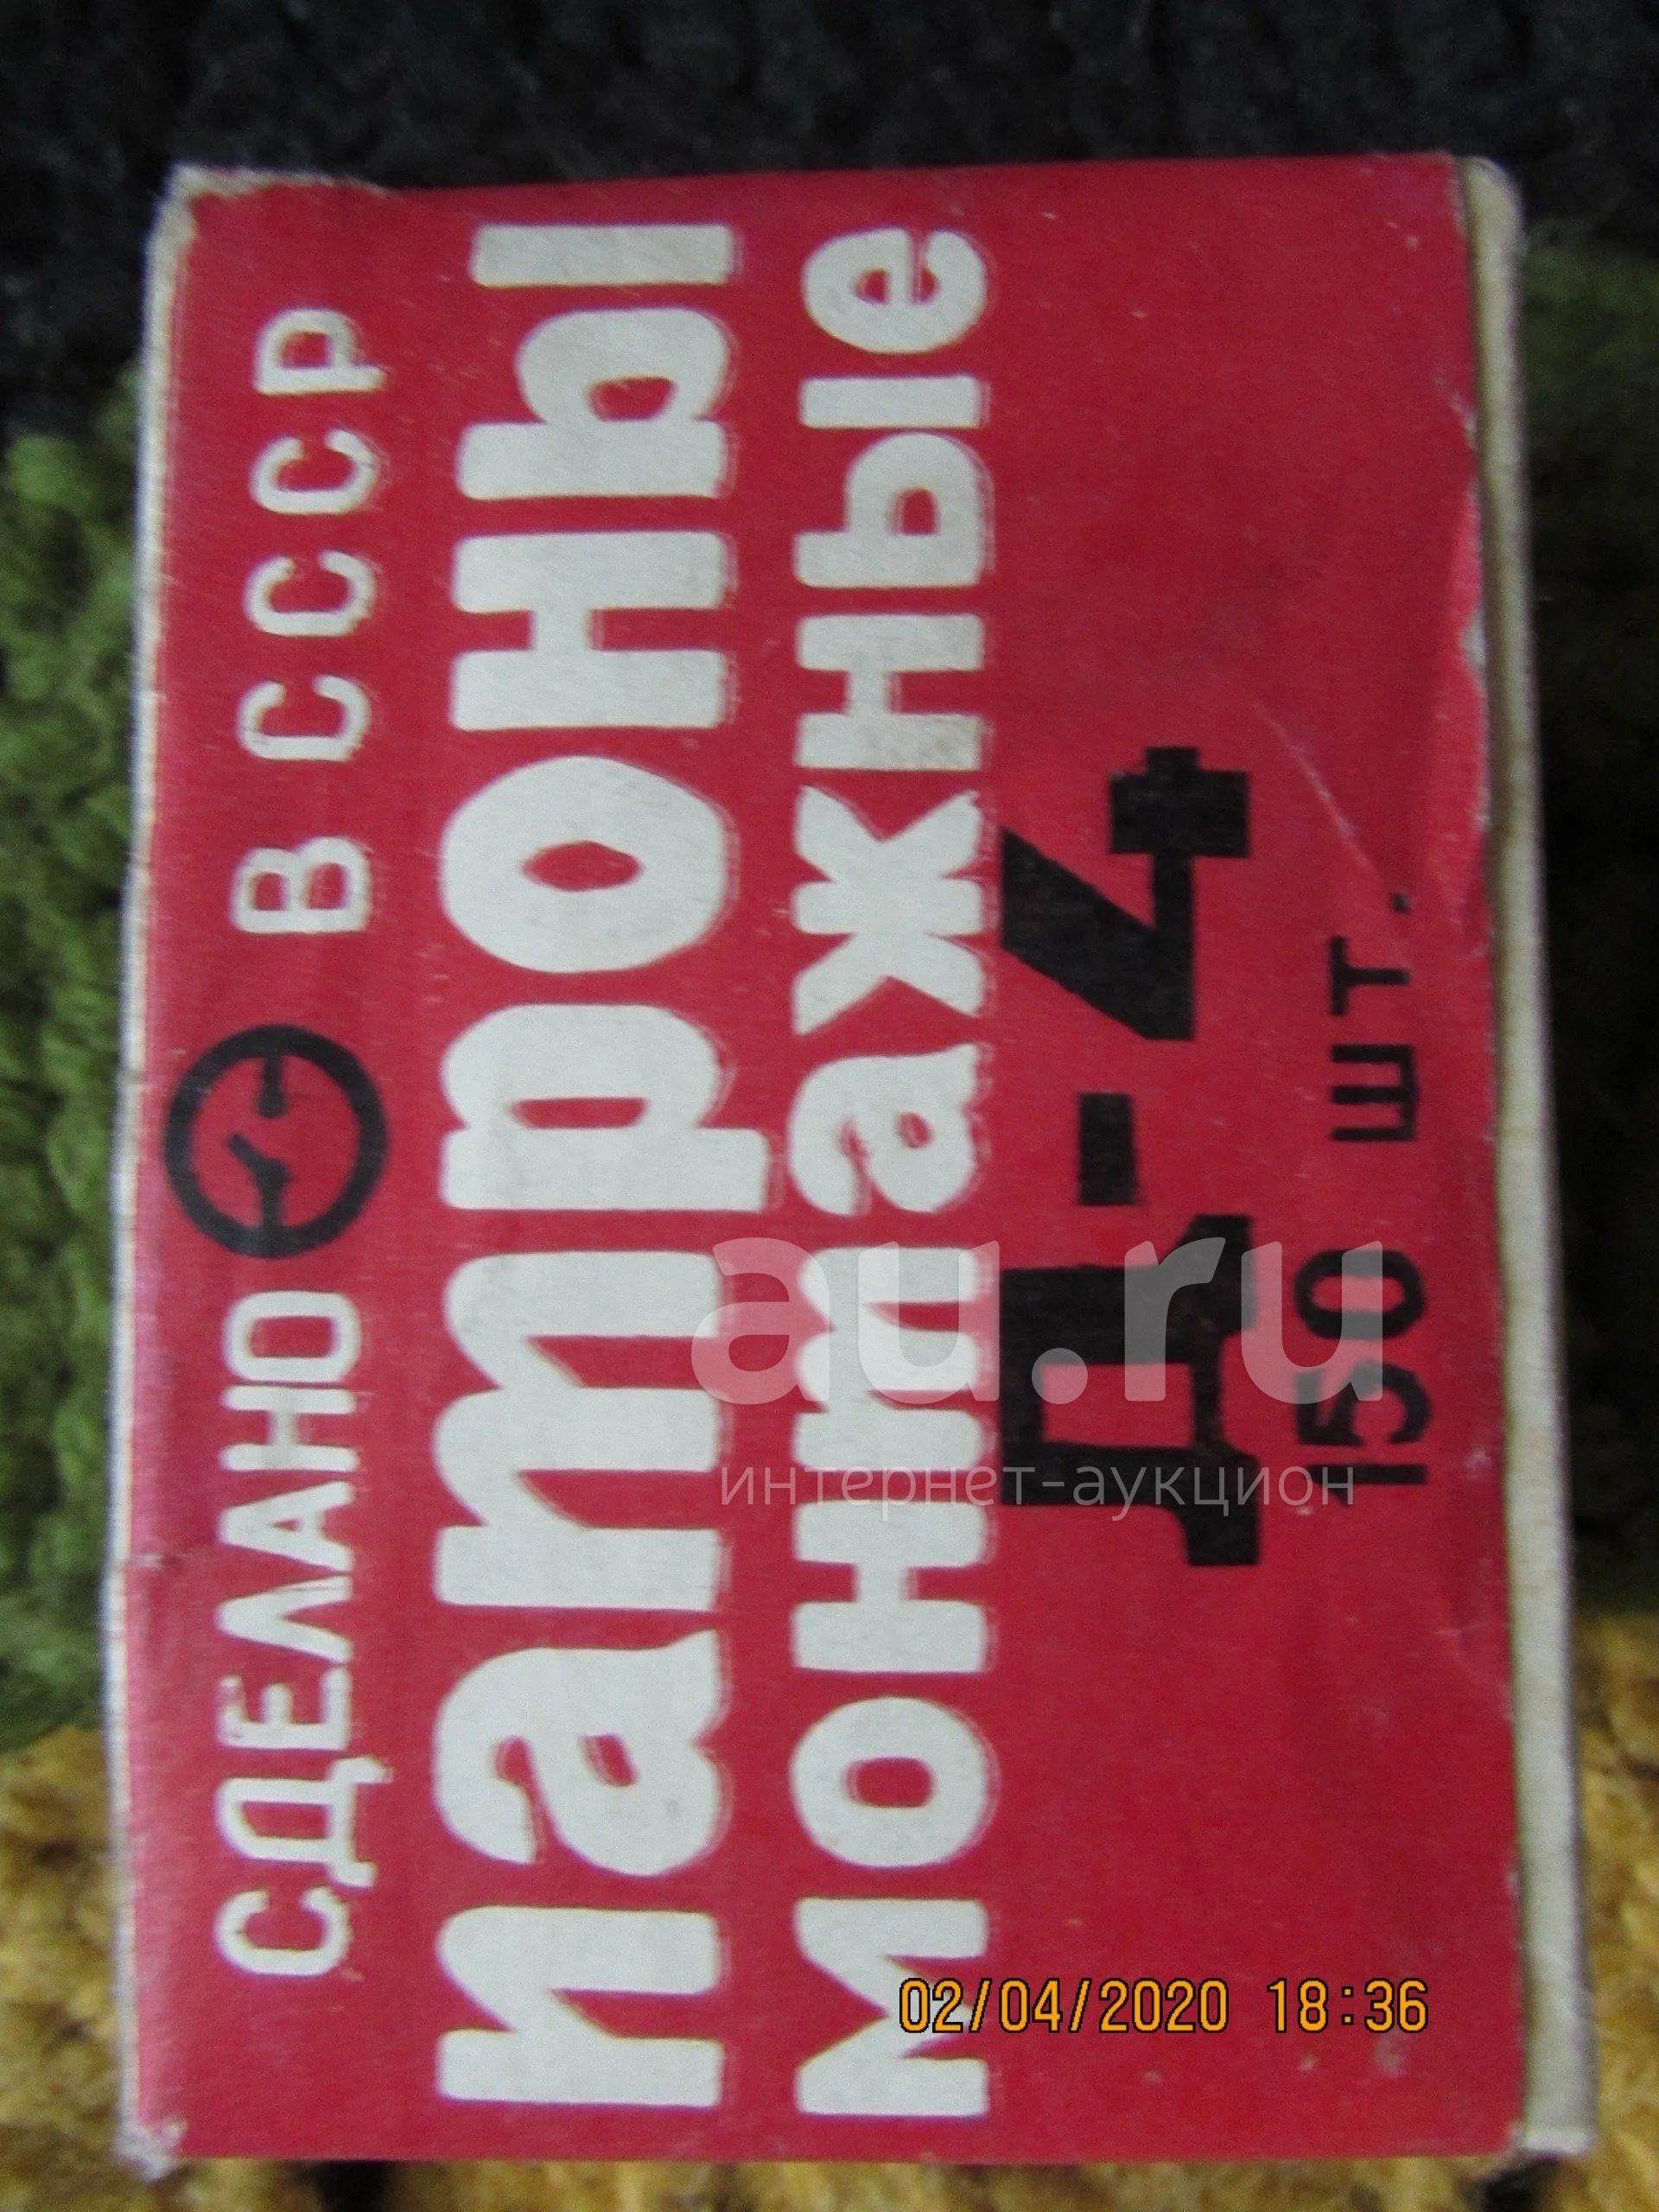 СДЕЛАНО В СССР
патроны
монтажные
Д-4
150 шт.
au.ru
интернет-аукцион
02/04/2020 18:36